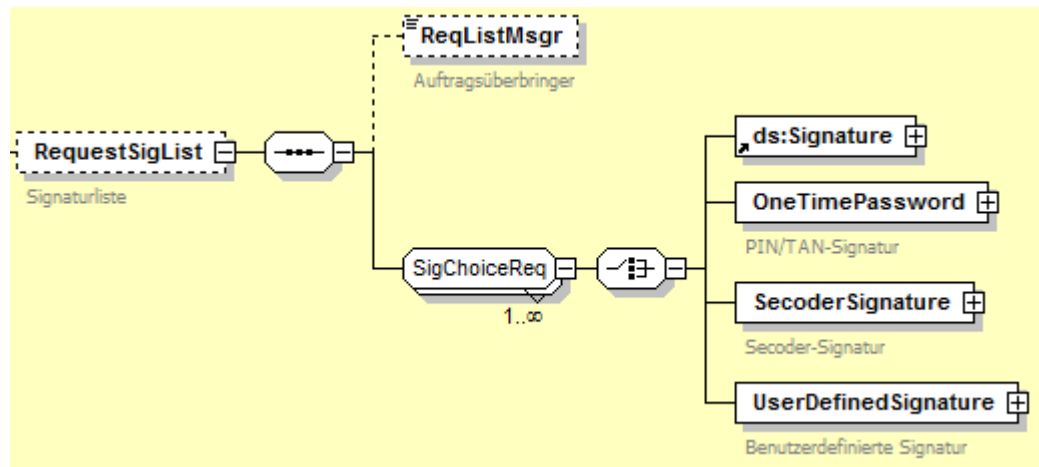 ReqListMsgr
Auftragsüberbringer
RequestSigList
Signaturliste
ds:Signature
OneTimePassword
PIN/TAN-Signatur
SigChoiceReq
1..∞
SecoderSignature
Secoder-Signatur
UserDefinedSignature
Benutzerdefinierte Signatur